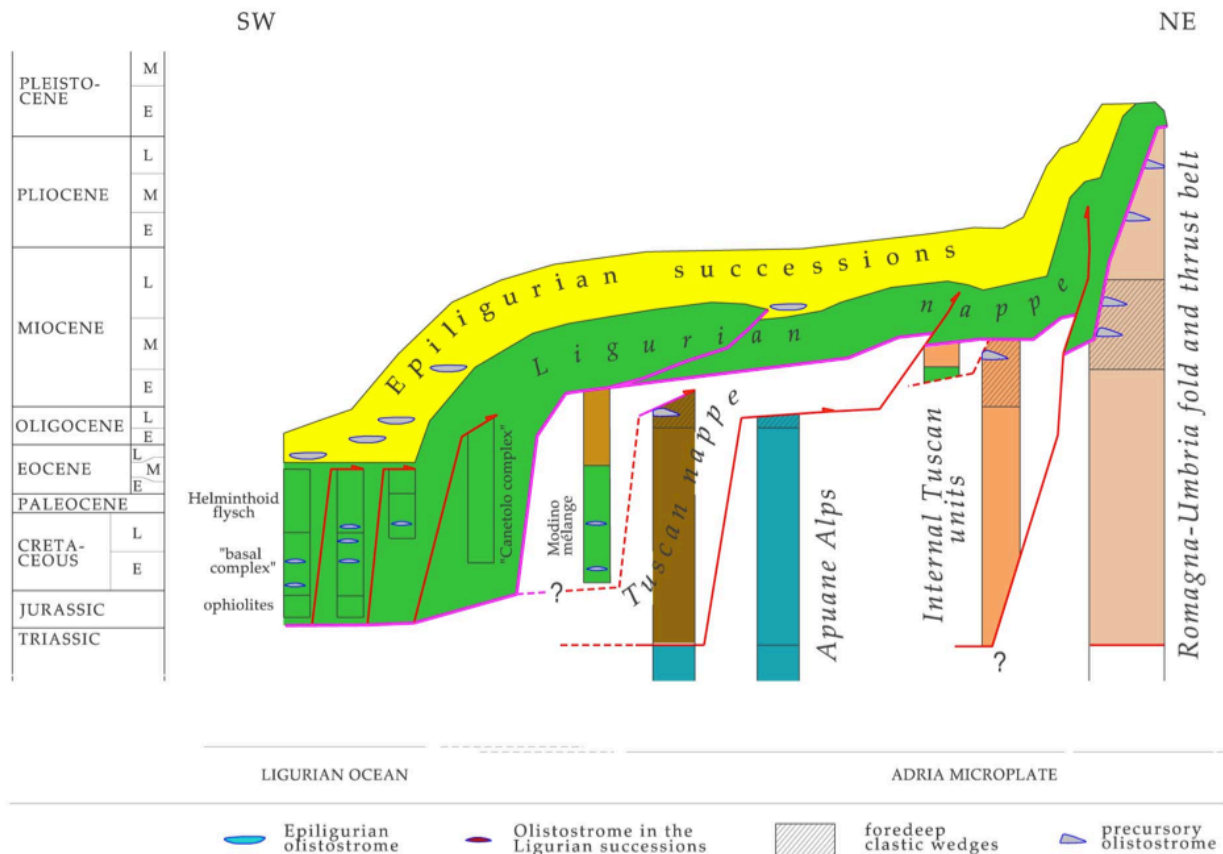 SW
NE
PLEISTO-
CENE
M
E
PLIOCENE
L
M
E
MIOCENE
L
M
E
OLIGOCENE
L
E
EOCENE
L
M
E
PALEOCENE
CRETA-
CEOUS
L
E
JURASSIC
TRIASSIC
Epiligurian successions
Ligurian nappe
Helminthoid
flysch
"basal
complex"
ophiolites
"Canetolo complex"
Modino
mélange
?
Tuscan nappe
Apuane Alps
Internal Tuscan
units
?
Romagna-Umbria fold and thrust belt
LIGURIAN OCEAN
ADRIA MICROPLATE
Epiligurian
olistostrome
Olistostrome in the
Ligurian successions
foredeep
clastic wedges
precursory
olistostrome